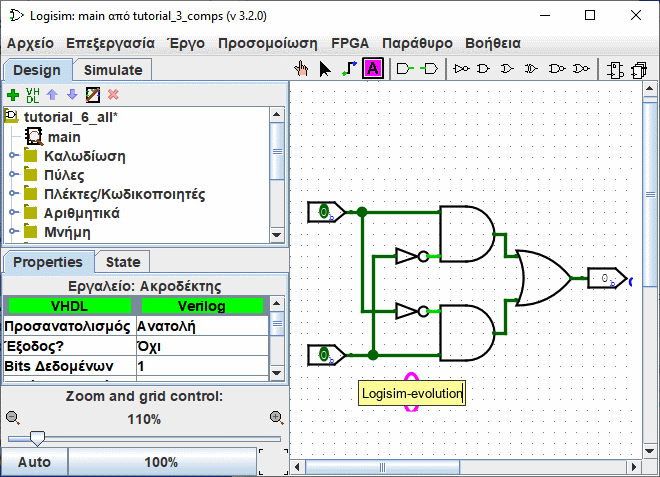 Logisim: main από tutorial_3_comps (v 3.2.0)
Αρχείο Επεξεργασία Έργο Προσομοίωση FPGA Παράθυρο Βοήθεια
Design Simulate
A
VH
DL
tutorial_6_all*
main
Καλωδίωση
Πύλες
Πλέκτες/Κωδικοποιητές
Αριθμητικά
Μνήμη
Properties State
Εργαλείο: Ακροδέκτης
VHDL Verilog
Προσανατολισμός Ανατολή
Έξοδος? Όχι
Bits Δεδομένων 1
Zoom and grid control:
110%
Auto 100%
0
0
0
Logisim-evolution